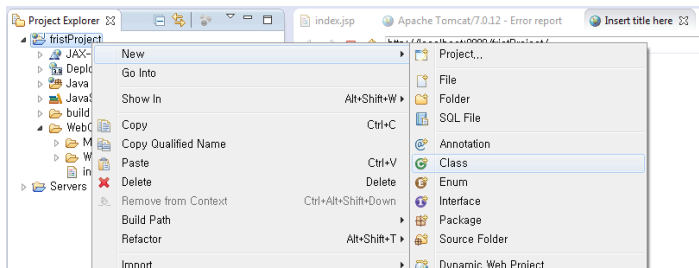 Project Explorer
index.jsp
Apache Tomcat/7.0.12 - Error report
Insert title here
fristProject
JAX-
Deplo
Java
JavaS
build
WebC
M
W
in
Servers
New
Go Into
Show In Alt+Shift+W
Copy Ctrl+C
Copy Qualified Name
Paste Ctrl+V
Delete Delete
Remove from Context Ctrl+Alt+Shift+Down
Build Path
Refactor Alt+Shift+T
Import
Project...
File
Folder
SQL File
Annotation
Class
Enum
Interface
Package
Source Folder
Dynamic Web Project